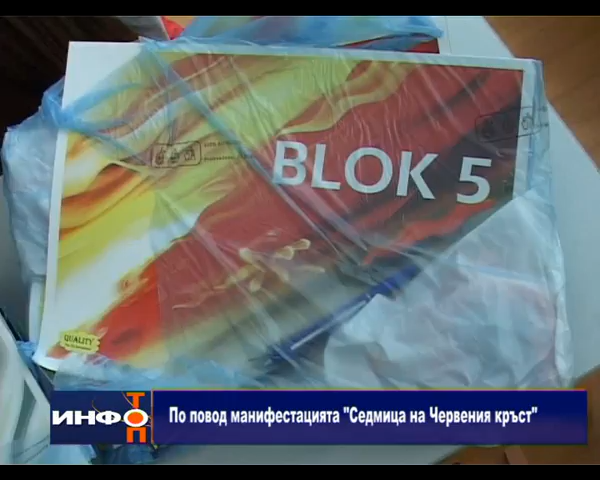 BLOK 5
QUALITY
ИНФО ТОП
По повод манифестацията "Седмица на Червения кръст"